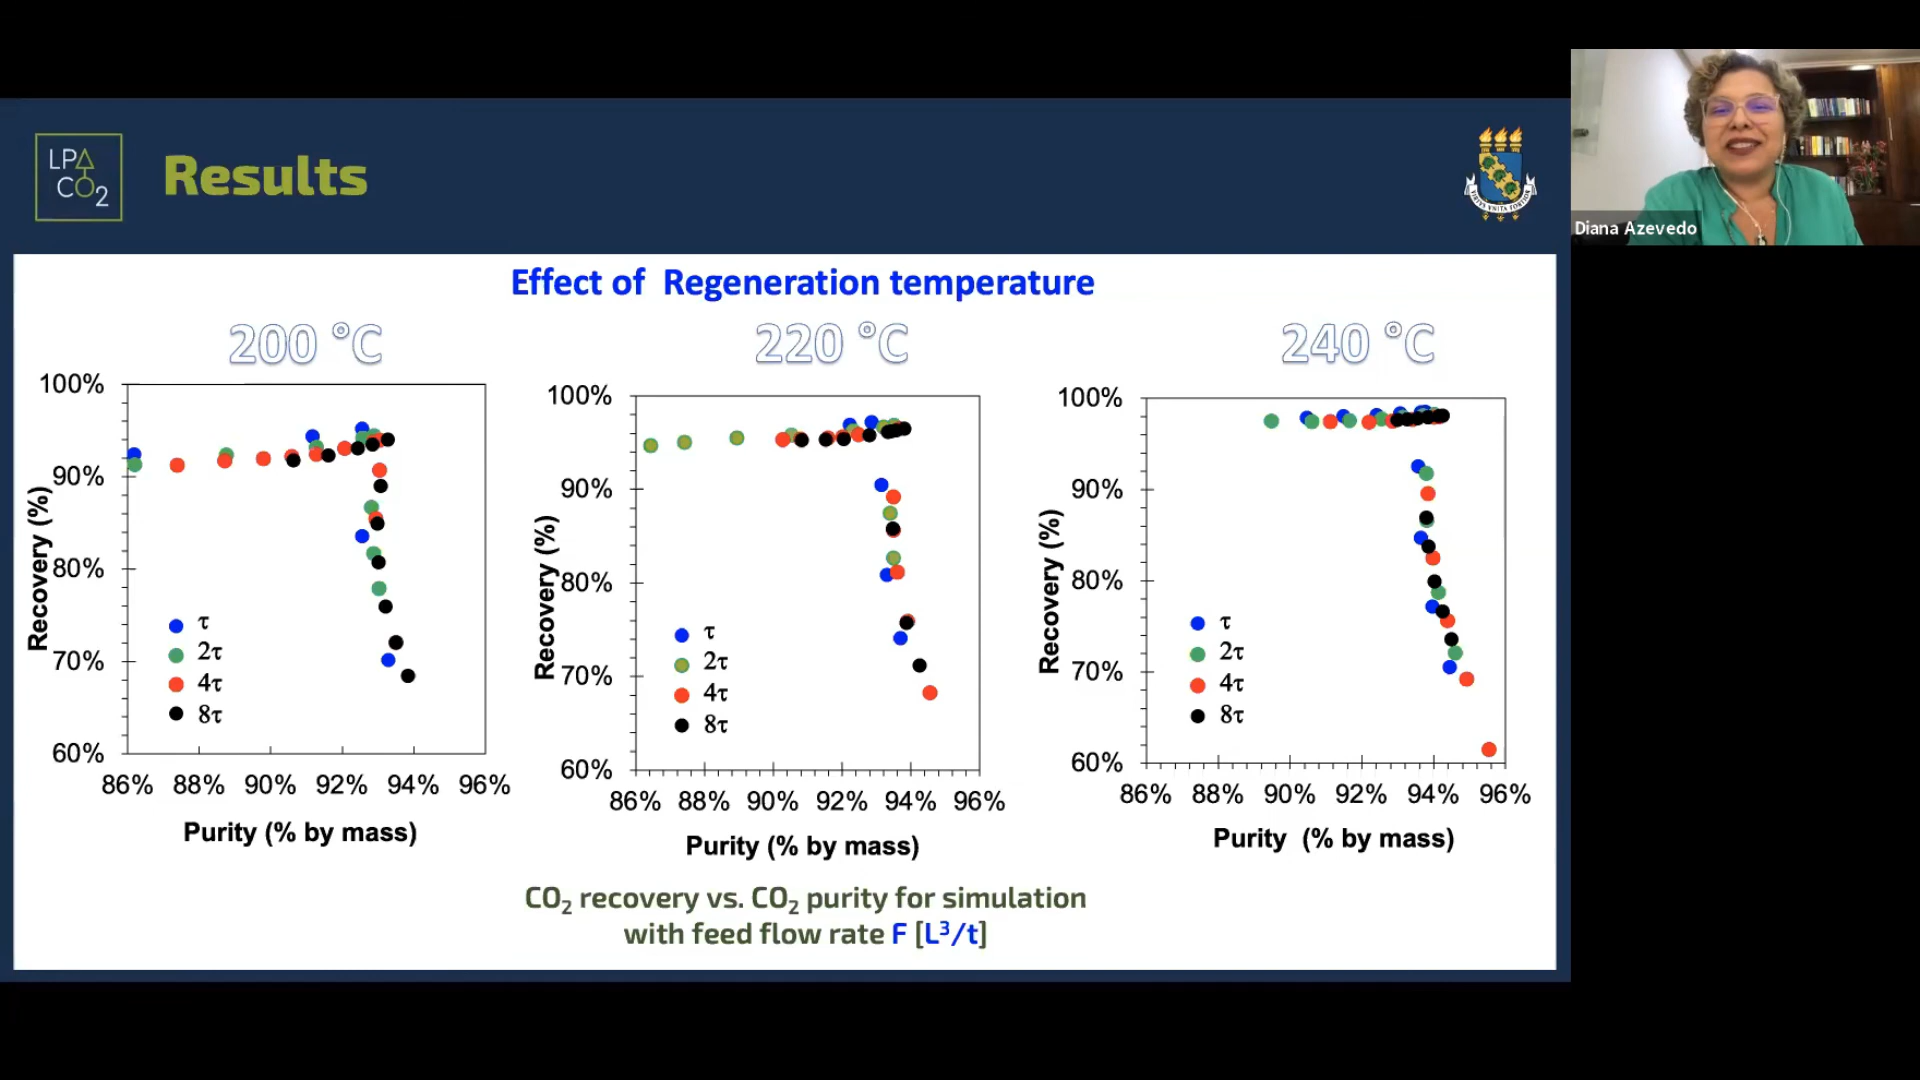 LPA
CO2
Results
VIRTVS VNITA FORTIOR
Diana Azevedo
Effect of Regeneration temperature
200 °C
220 °C
240 °C
100%
90%
80%
70%
60%
Recovery (%)
τ
2τ
4τ
8τ
86% 88% 90% 92% 94% 96%
Purity (% by mass)
100%
90%
80%
70%
60%
Recovery (%)
τ
2τ
4τ
8τ
86% 88% 90% 92% 94% 96%
Purity (% by mass)
100%
90%
80%
70%
60%
Recovery (%)
τ
2τ
4τ
8τ
86% 88% 90% 92% 94% 96%
Purity (% by mass)
CO₂ recovery vs. CO₂ purity for simulation
with feed flow rate F [L³/t]